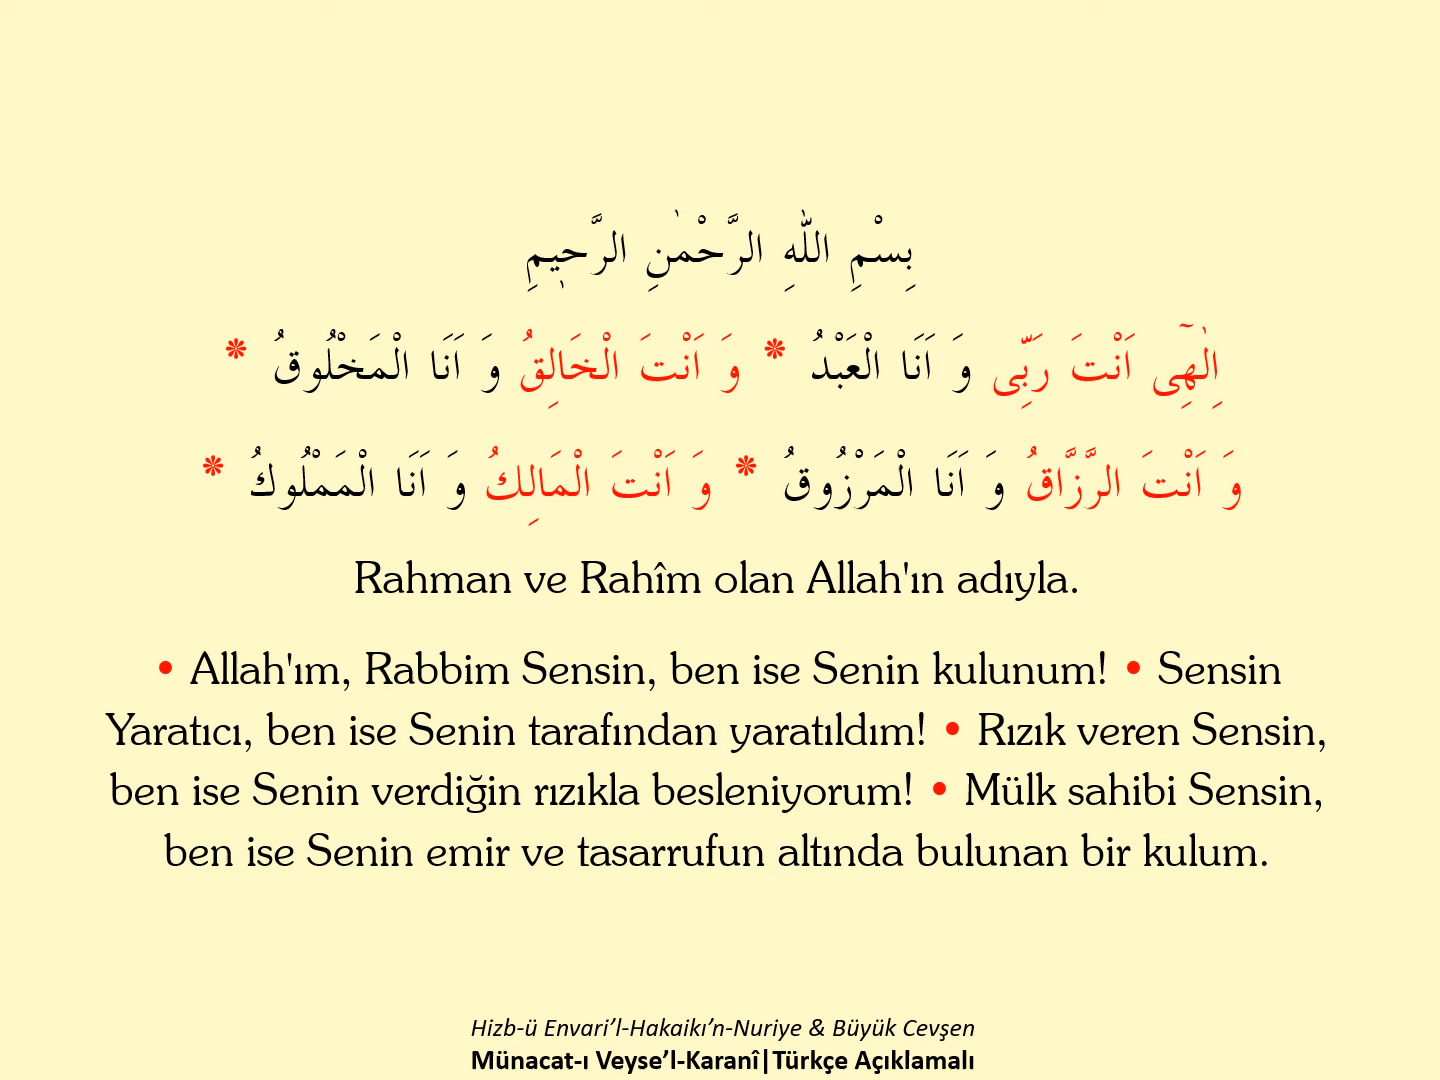 بِسْمِ اللّٰهِ الرَّحْمٰنِ الرَّحٖيمِ
اِلٰهِٓى اَنْتَ رَبِّى وَ اَنَا الْعَبْدُ * وَ اَنْتَ الْخَالِقُ وَ اَنَا الْمَخْلُوقُ *
وَ اَنْتَ الرَّزَّاقُ وَ اَنَا الْمَرْزُوقُ * وَ اَنْتَ الْمَالِكُ وَ اَنَا الْمَمْلُوكُ *
Rahman ve Rahîm olan Allah'ın adıyla.
• Allah'ım, Rabbim Sensin, ben ise Senin kulunum! • Sensin
Yaratıcı, ben ise Senin tarafından yaratıldım! • Rızık veren Sensin,
ben ise Senin verdiğin rızıkla besleniyorum! • Mülk sahibi Sensin,
ben ise Senin emir ve tasarrufun altında bulunan bir kulum.
Hizb-ü Envari’l-Hakaikı’n-Nuriye & Büyük Cevşen
Münacat-ı Veyse’l-Karanî|Türkçe Açıklamalı